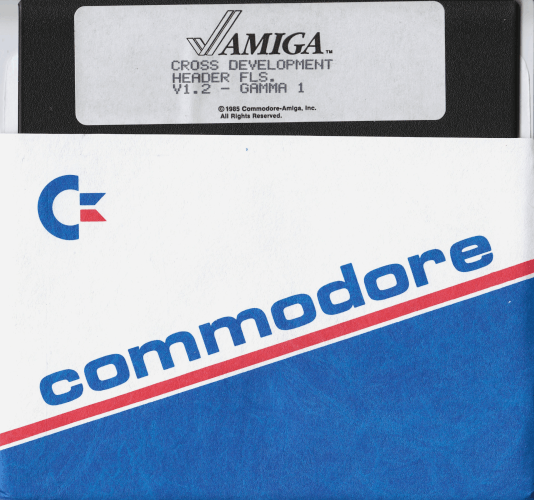 AMIGA™
CROSS DEVELOPMENT
HEADER FLS.
V1.2 - GAMMA 1
© 1985 Commodore-Amiga, Inc.
All Rights Reserved.
commodore